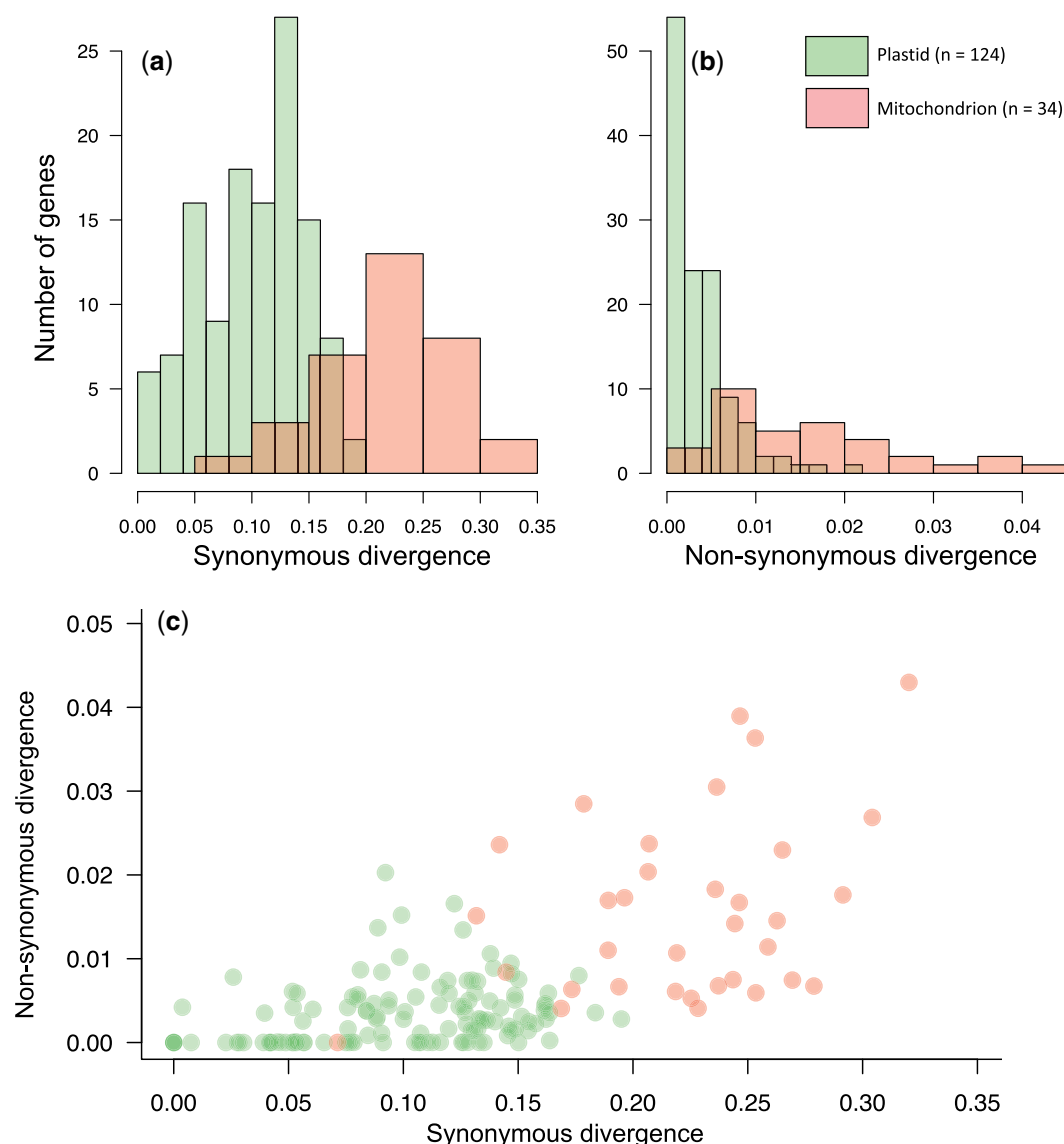 (a)
25
20
15
10
5
0
Number of genes
0.00 0.05 0.10 0.15 0.20 0.25 0.30 0.35
Synonymous divergence
(b)
50
40
30
20
10
0
Plastid (n = 124)
Mitochondrion (n = 34)
0.00 0.01 0.02 0.03 0.04
Non-synonymous divergence
(c)
0.05
0.04
0.03
0.02
0.01
0.00
Non-synonymous divergence
0.00 0.05 0.10 0.15 0.20 0.25 0.30 0.35
Synonymous divergence